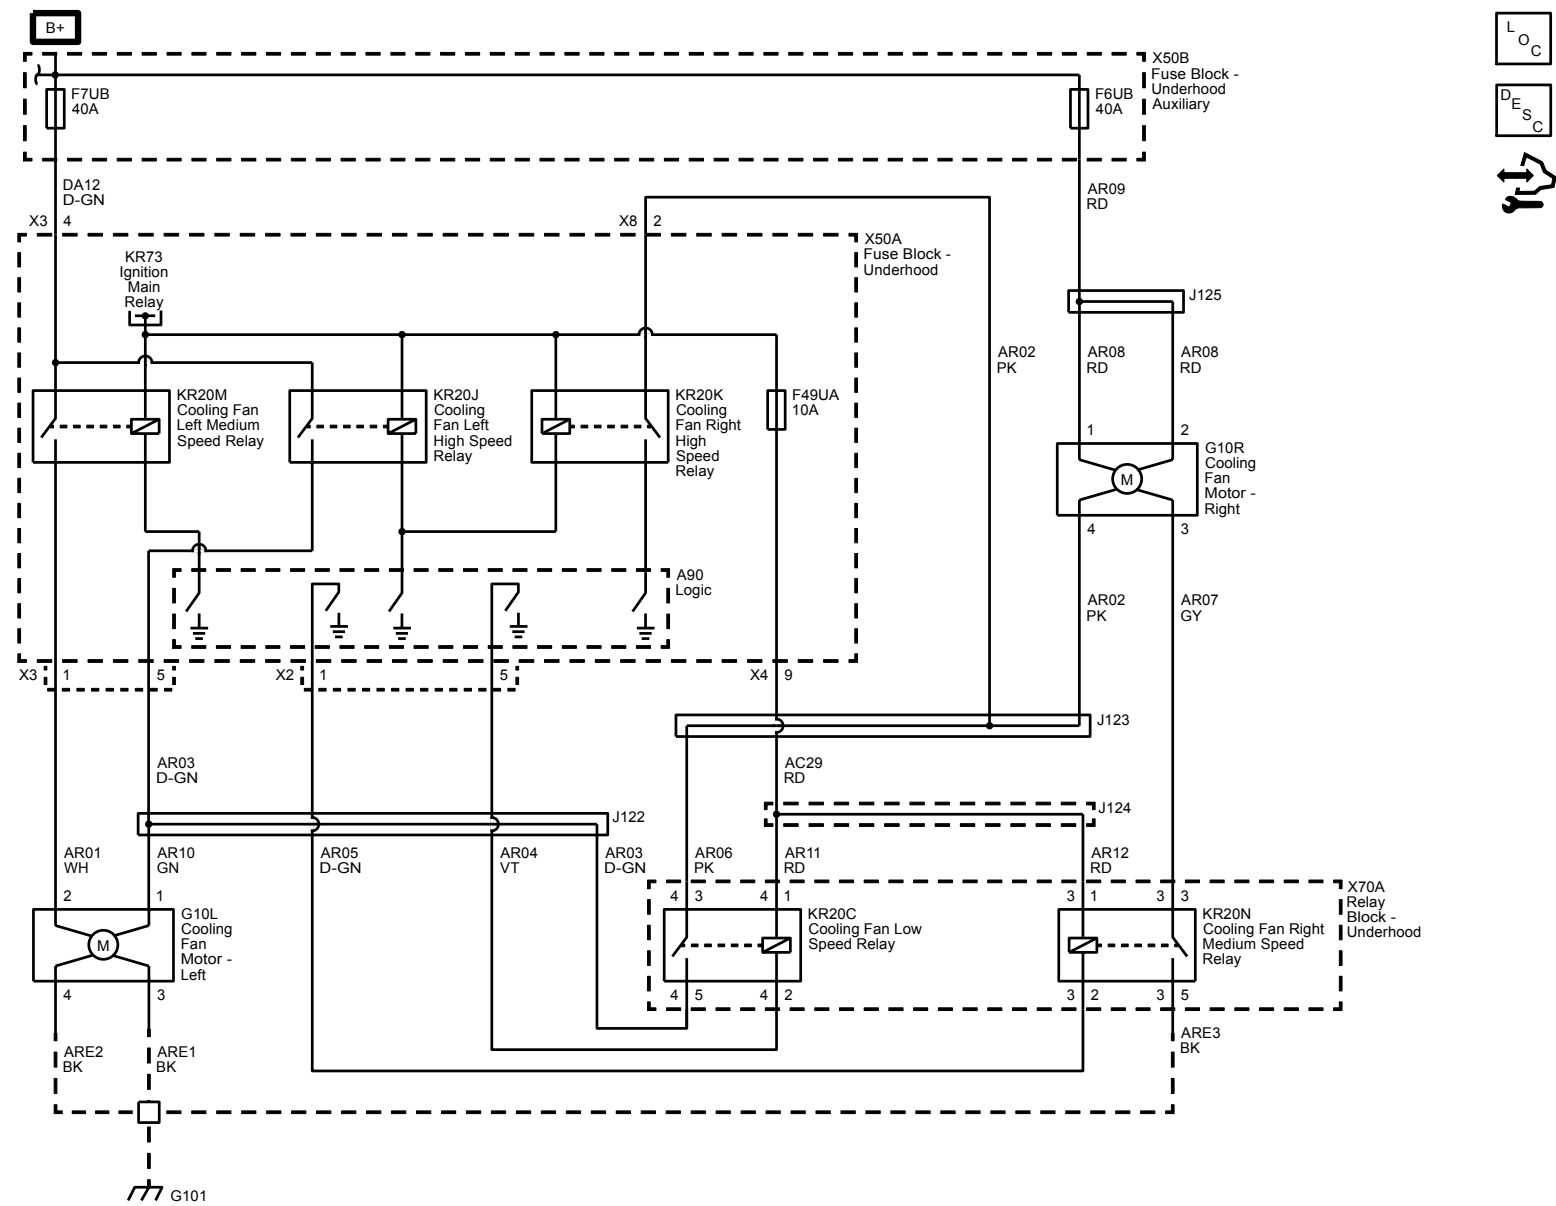 B+
L
O
C
X50B
Fuse Block -
Underhood
Auxiliary
F7UB
40A
F6UB
40A
D
E
S
C
DA12
D-GN
AR09
RD
X3 4
X8 2
X50A
Fuse Block -
Underhood
KR73
Ignition
Main
Relay
J125
AR02
PK
AR08
RD
AR08
RD
KR20M
Cooling Fan
Left Medium
Speed Relay
KR20J
Cooling
Fan Left
High Speed
Relay
KR20K
Cooling
Fan Right
High
Speed
Relay
F49UA
10A
1
2
G10R
Cooling
Fan
Motor -
Right
M
4
3
A90
Logic
AR02
PK
AR07
GY
X3 1
5
X2 1
5
X4 9
J123
AR03
D-GN
AC29
RD
J122
J124
AR01
WH
AR10
GN
AR05
D-GN
AR04
VT
AR03
D-GN
AR06
PK
AR11
RD
AR12
RD
2
1
4 3
4 1
3 1
3 3
X70A
Relay
Block -
Underhood
G10L
Cooling
Fan
Motor -
Left
M
KR20C
Cooling Fan Low
Speed Relay
KR20N
Cooling Fan Right
Medium Speed
Relay
4
3
4 5
4 2
3 2
3 5
ARE2
BK
ARE1
BK
ARE3
BK
G101